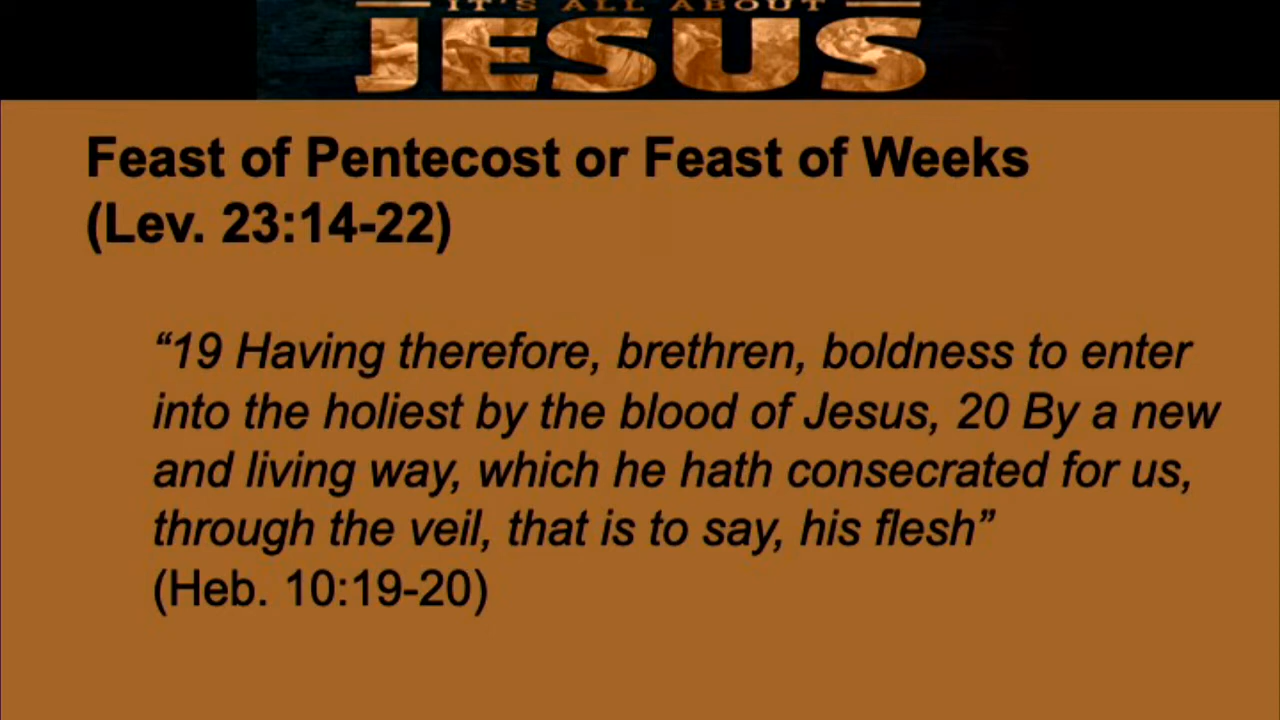 IT'S ALL ABOUT
JESUS
Feast of Pentecost or Feast of Weeks
(Lev. 23:14-22)
“19 Having therefore, brethren, boldness to enter
into the holiest by the blood of Jesus, 20 By a new
and living way, which he hath consecrated for us,
through the veil, that is to say, his flesh”
(Heb. 10:19-20)